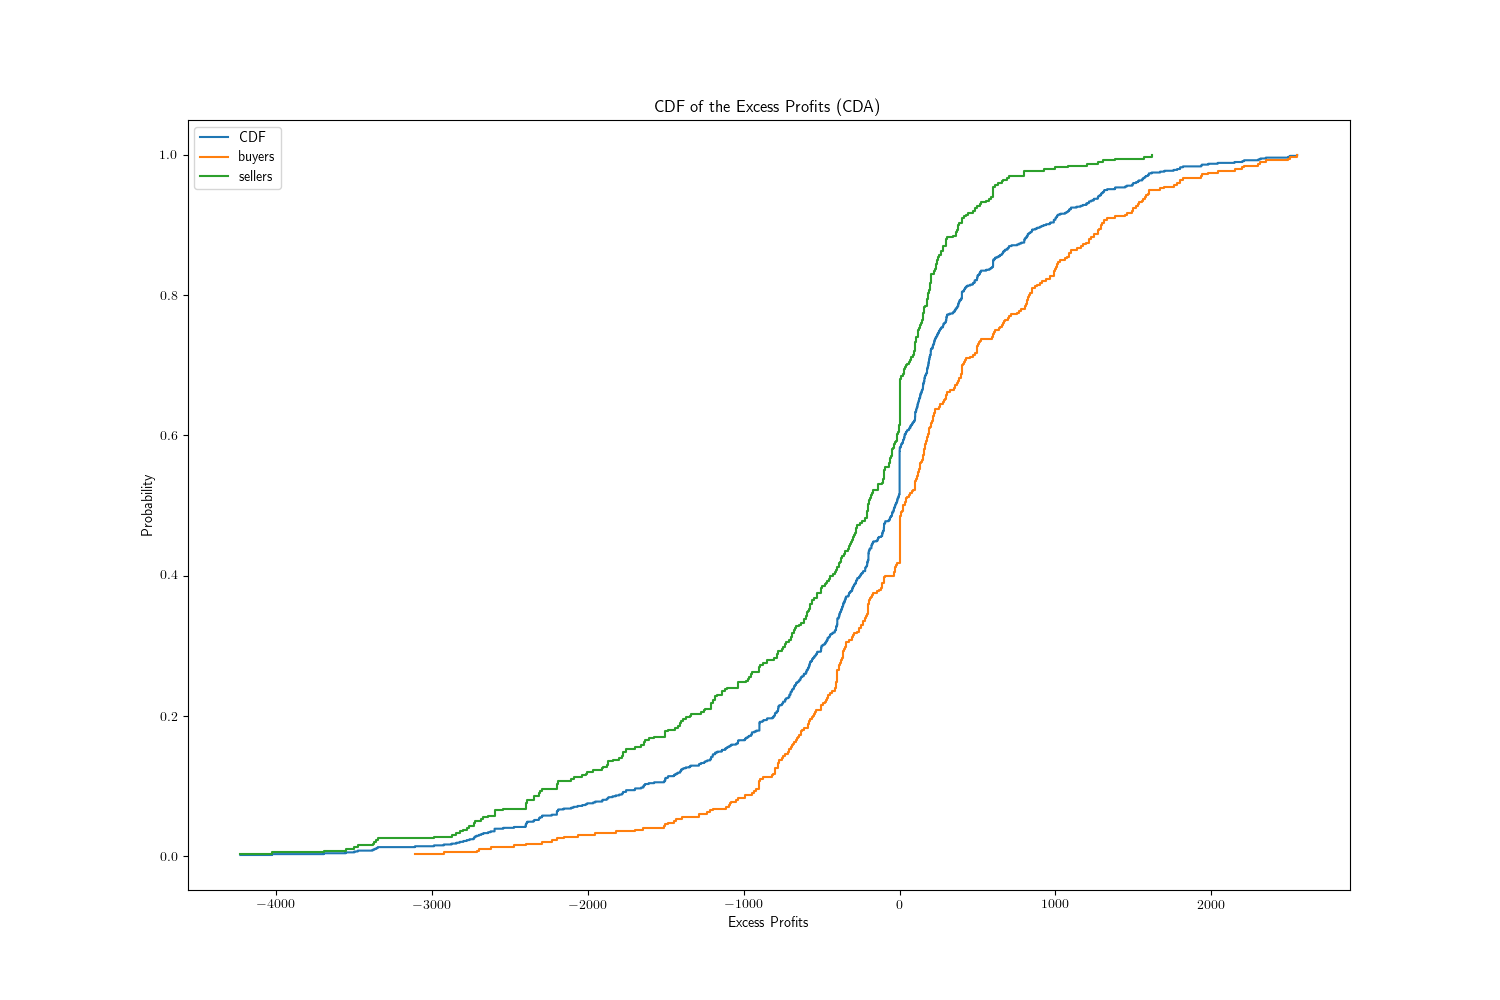 CDF of the Excess Profits (CDA)
CDF
buyers
sellers
1.0
0.8
0.6
0.4
0.2
0.0
Probability
−4000
−3000
−2000
−1000
0
1000
2000
Excess Profits